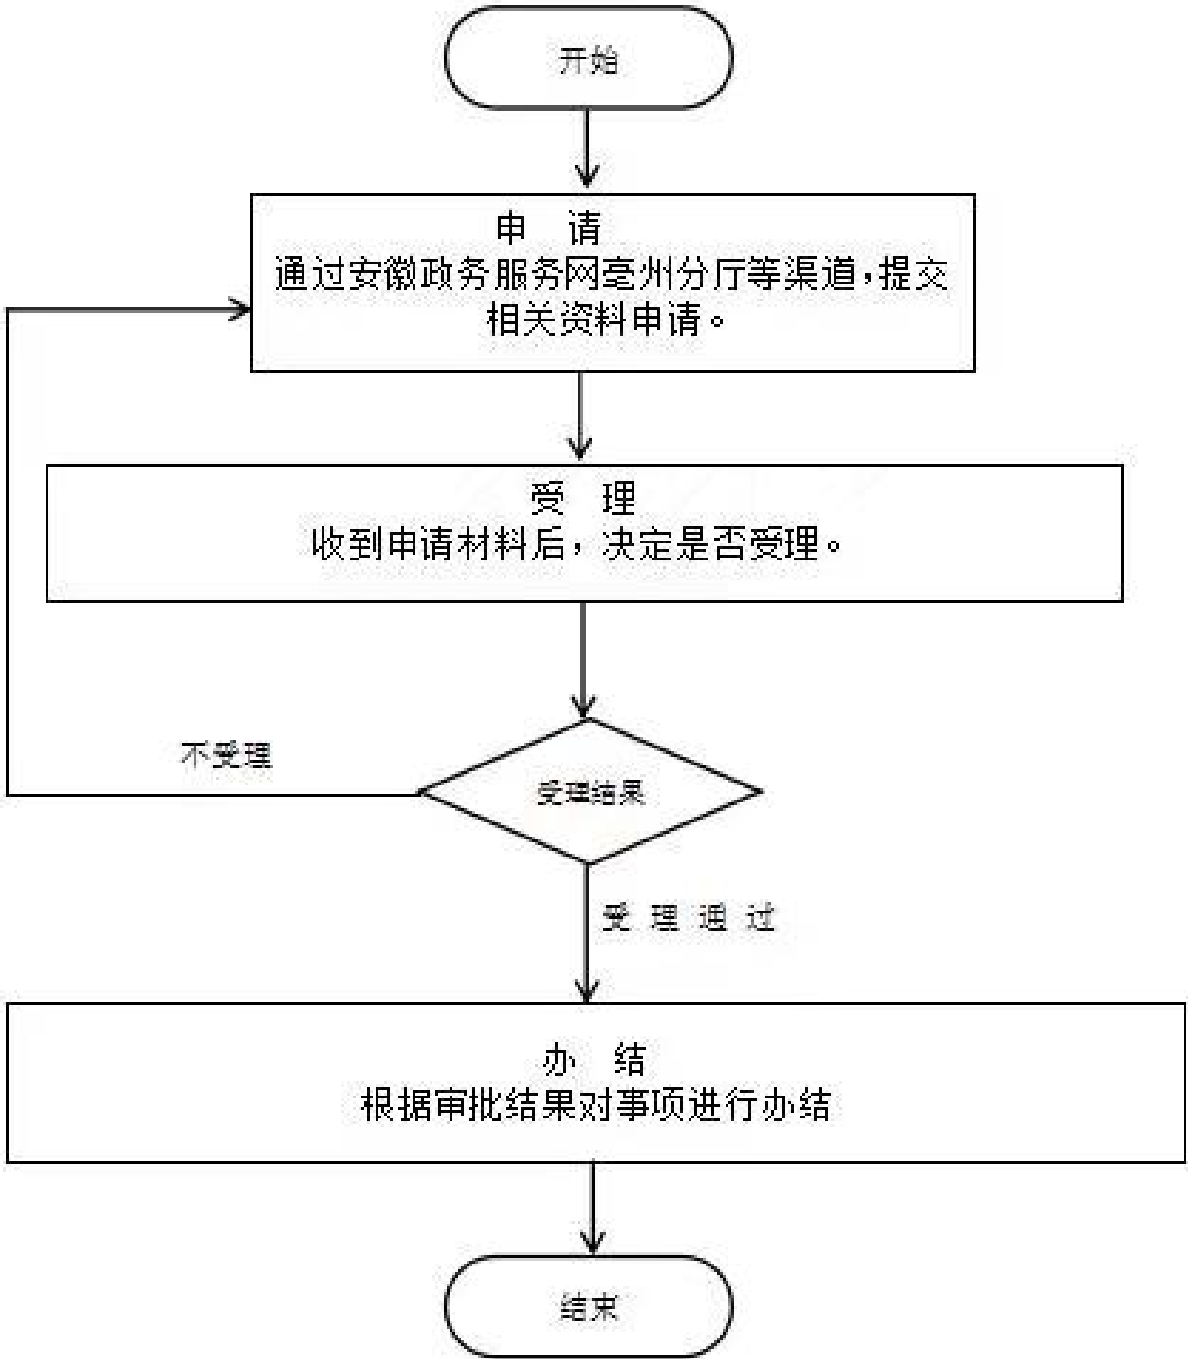 开始
申 请
通过安徽政务服务网亳州分厅等渠道，提交
相关资料申请。
受 理
收到申请材料后，决定是否受理。
不受理
受理结果
受 理 通 过
办 结
根据审批结果对事项进行办结
结束